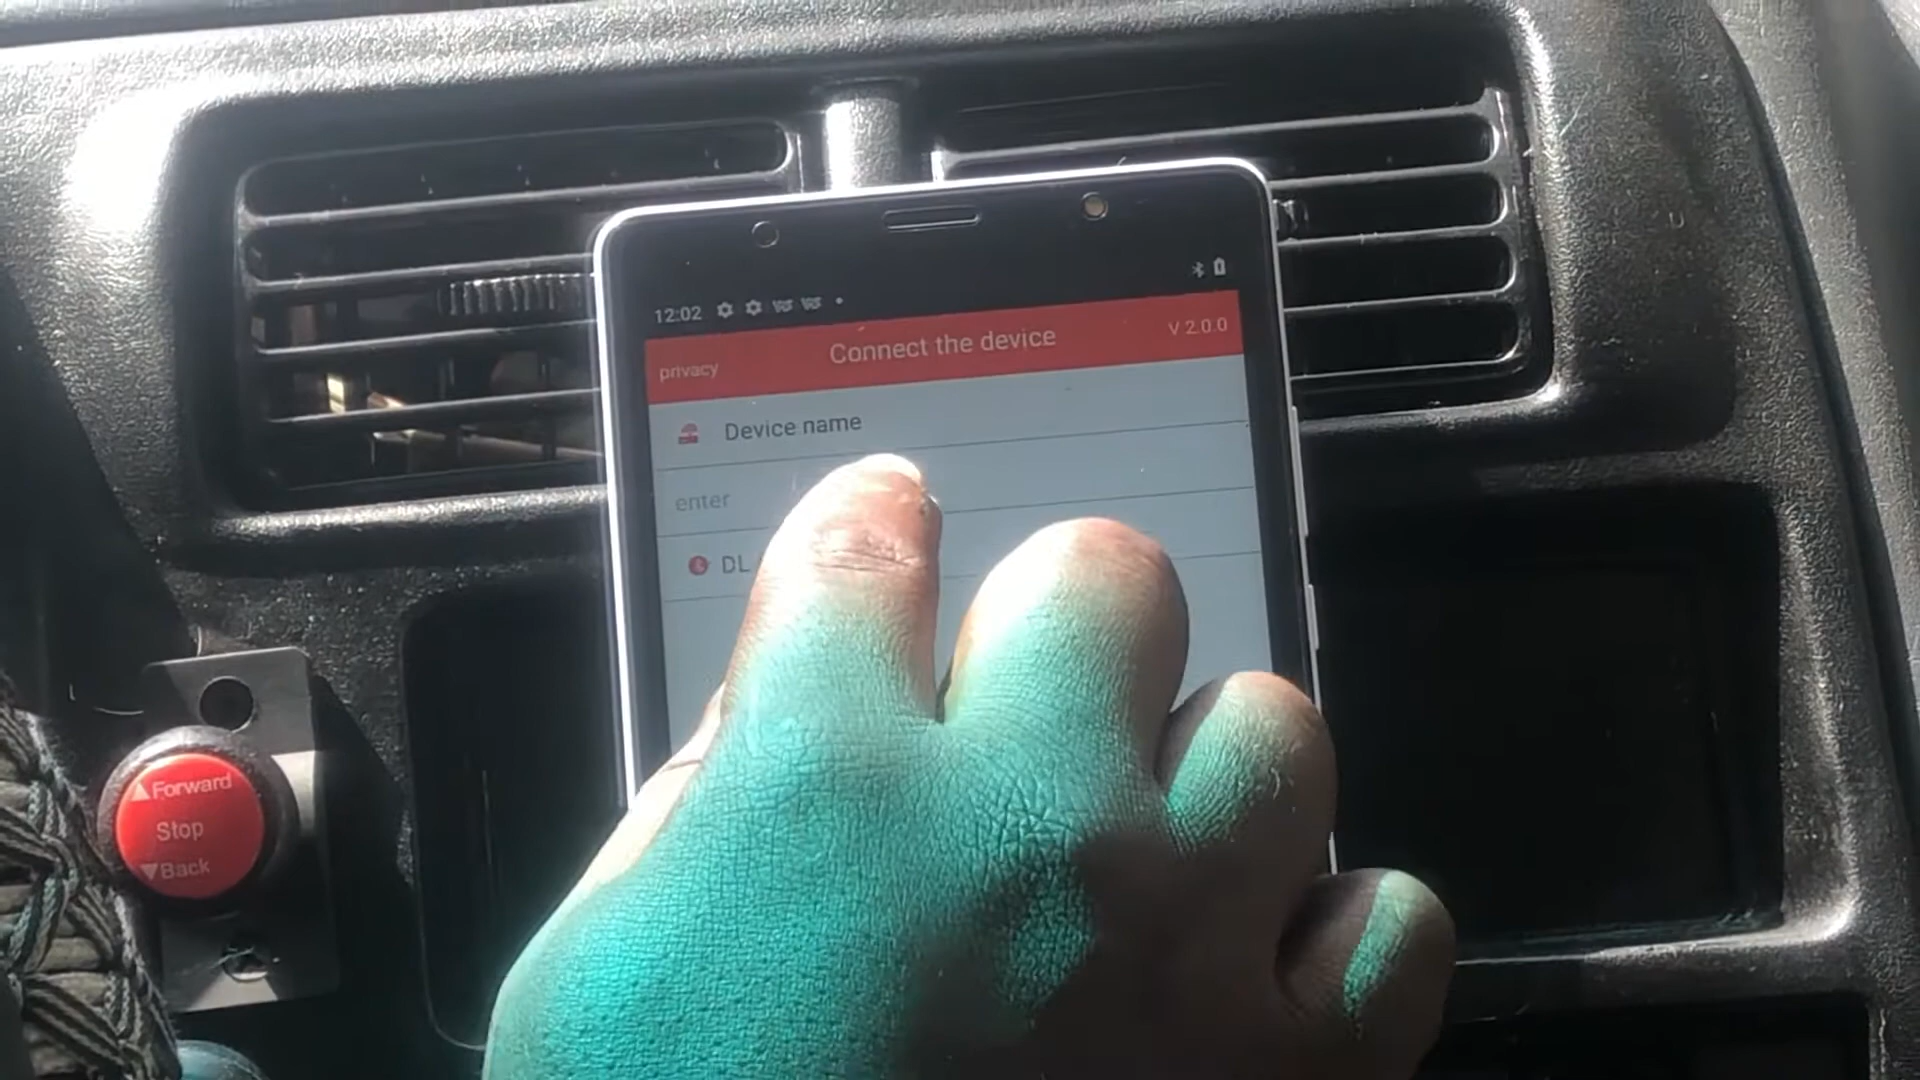 12:02
privacy
Connect the device
V 2.0.0
Device name
enter
DL
Forward
Stop
Back